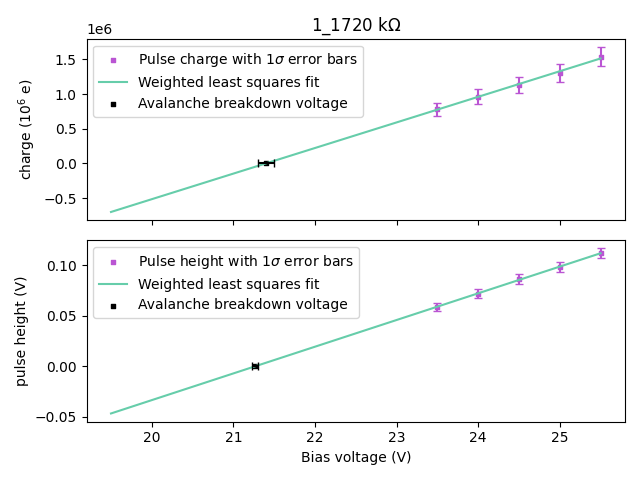 1_1720 kΩ
1e6
Pulse charge with 1σ error bars
Weighted least squares fit
Avalanche breakdown voltage
charge (10⁶ e)
1.5
1.0
0.5
0.0
−0.5
Pulse height with 1σ error bars
Weighted least squares fit
Avalanche breakdown voltage
pulse height (V)
0.10
0.05
0.00
−0.05
20 21 22 23 24 25
Bias voltage (V)